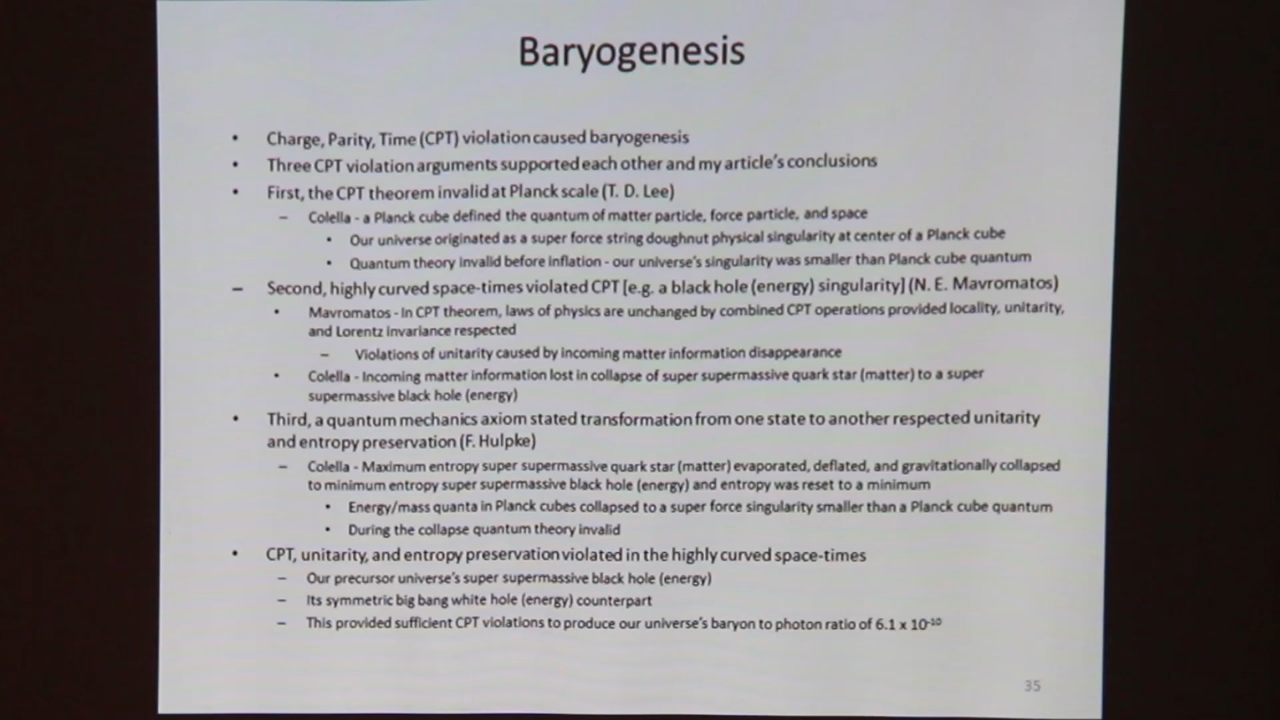 Baryogenesis
• Charge, Parity, Time (CPT) violation caused baryogenesis
• Three CPT violation arguments supported each other and my article's conclusions
• First, the CPT theorem invalid at Planck scale (T. D. Lee)
– Colella - a Planck cube defined the quantum of matter particle, force particle, and space
• Our universe originated as a super force string doughnut physical singularity at center of a Planck cube
• Quantum theory invalid before inflation - our universe's singularity was smaller than Planck cube quantum
– Second, highly curved space-times violated CPT [e.g. a black hole (energy) singularity] (N. E. Mavromatos)
• Mavromatos - In CPT theorem, laws of physics are unchanged by combined CPT operations provided locality, unitarity,
and Lorentz invariance respected
– Violations of unitarity caused by incoming matter information disappearance
• Colella - Incoming matter information lost in collapse of super supermassive quark star (matter) to a super
supermassive black hole (energy)
• Third, a quantum mechanics axiom stated transformation from one state to another respected unitarity
and entropy preservation (F. Hulpke)
– Colella - Maximum entropy super supermassive quark star (matter) evaporated, deflated, and gravitationally collapsed
to minimum entropy super supermassive black hole (energy) and entropy was reset to a minimum
• Energy/mass quanta in Planck cubes collapsed to a super force singularity smaller than a Planck cube quantum
• During the collapse quantum theory invalid
• CPT, unitarity, and entropy preservation violated in the highly curved space-times
– Our precursor universe's super supermassive black hole (energy)
– Its symmetric big bang white hole (energy) counterpart
– This provided sufficient CPT violations to produce our universe's baryon to photon ratio of 6.1 x 10⁻¹⁰
35